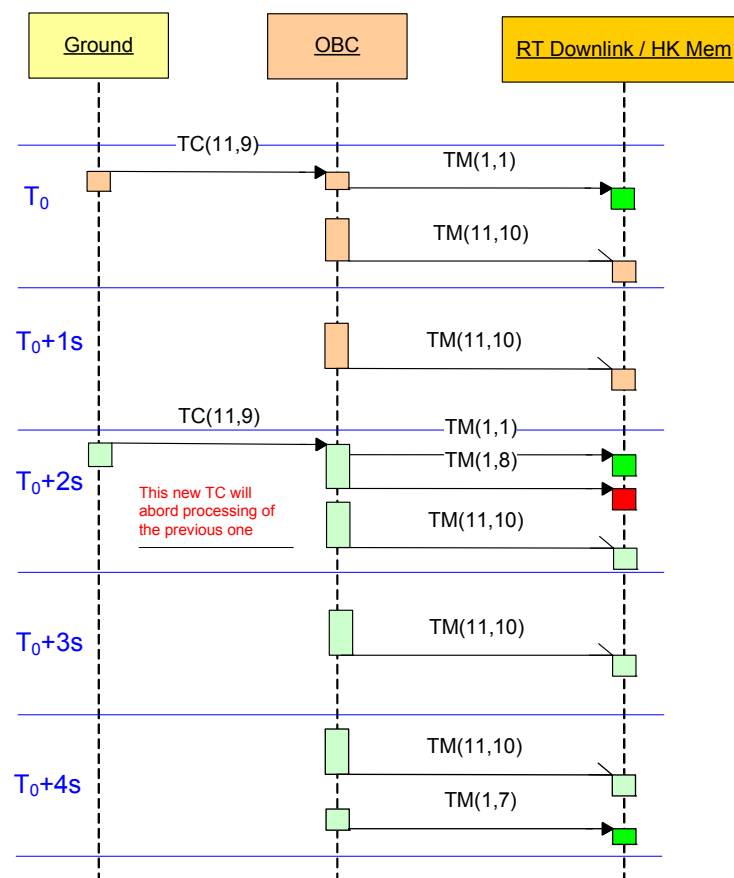 Ground
OBC
RT Downlink / HK Mem
TC(11,9)
TM(1,1)
T₀
TM(11,10)
T₀+1s
TM(11,10)
TC(11,9)
TM(1,1)
TM(1,8)
T₀+2s
This new TC will
abord processing of
the previous one
TM(11,10)
T₀+3s
TM(11,10)
TM(11,10)
T₀+4s
TM(1,7)